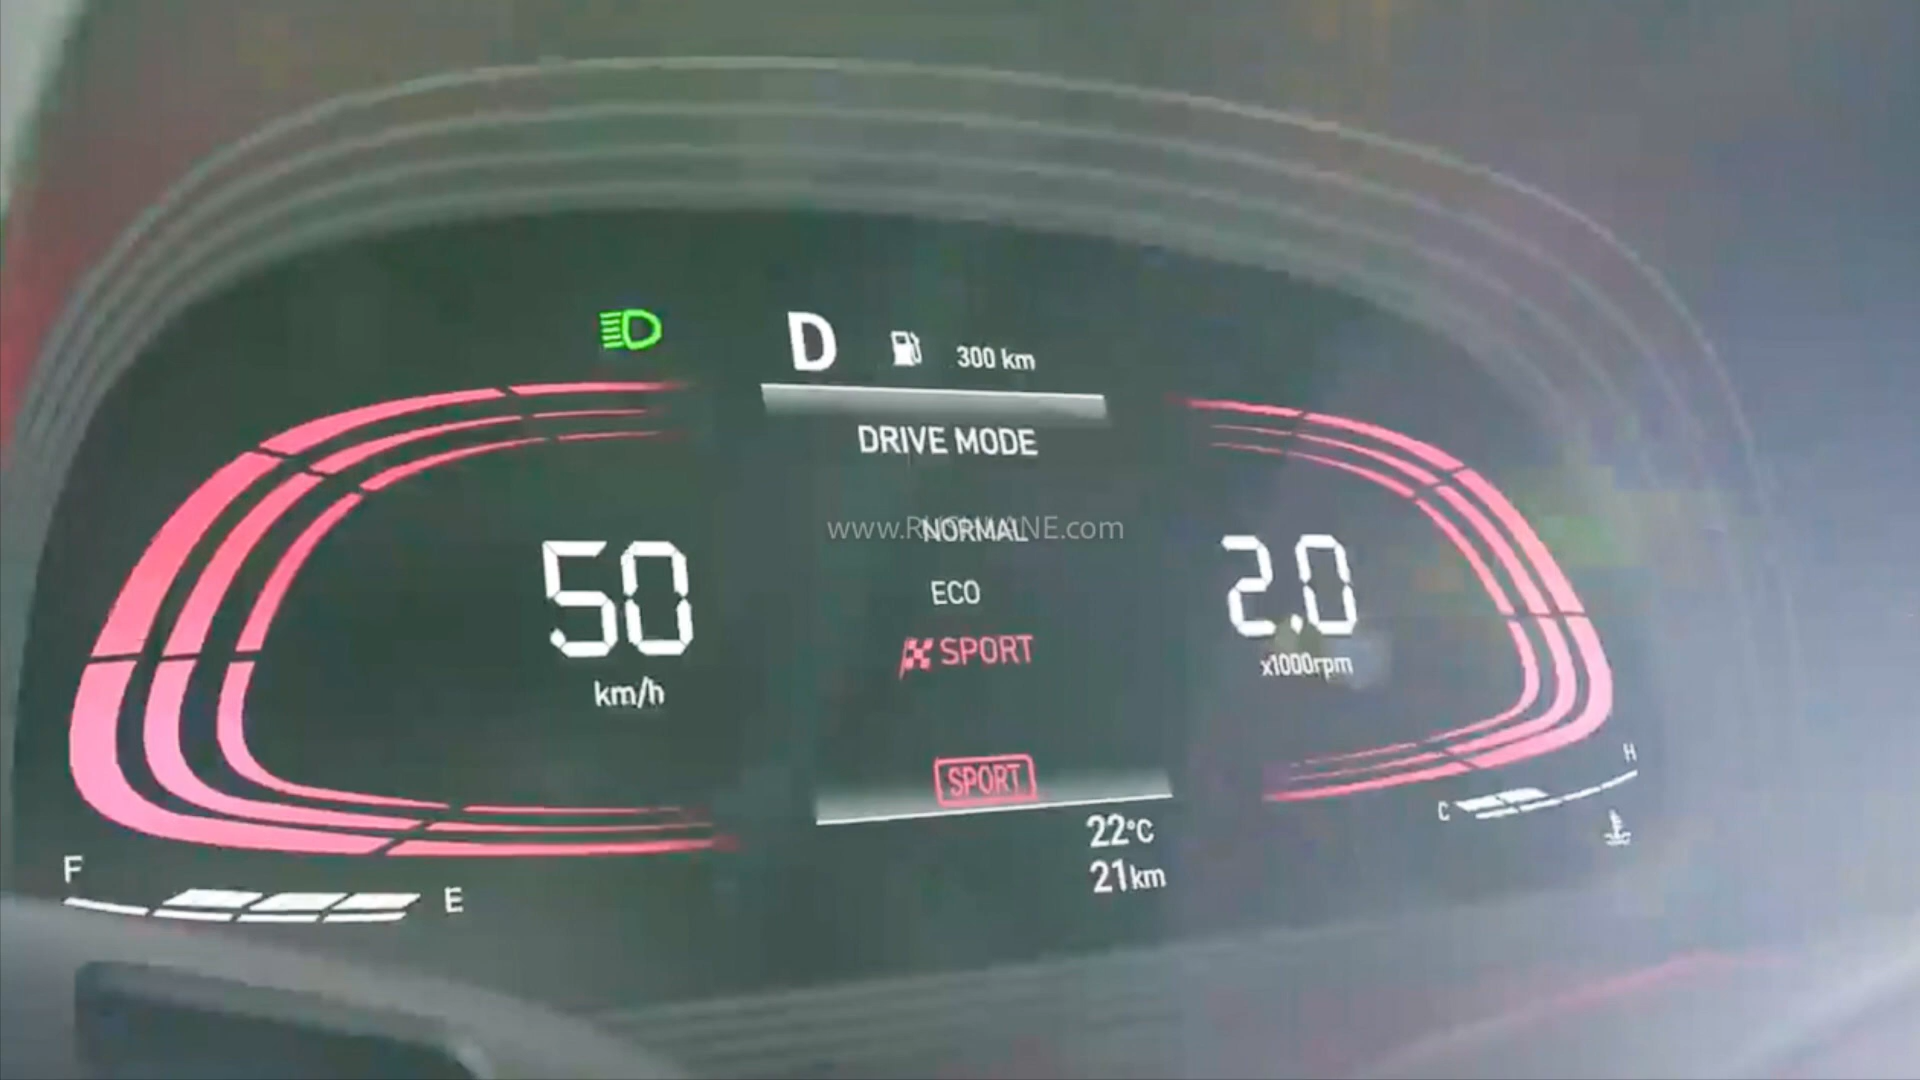 D
300 km
DRIVE MODE
NORMAL
ECO
SPORT
50
km/h
2.0
x1000rpm
SPORT
22°C
21km
F
E
C
H